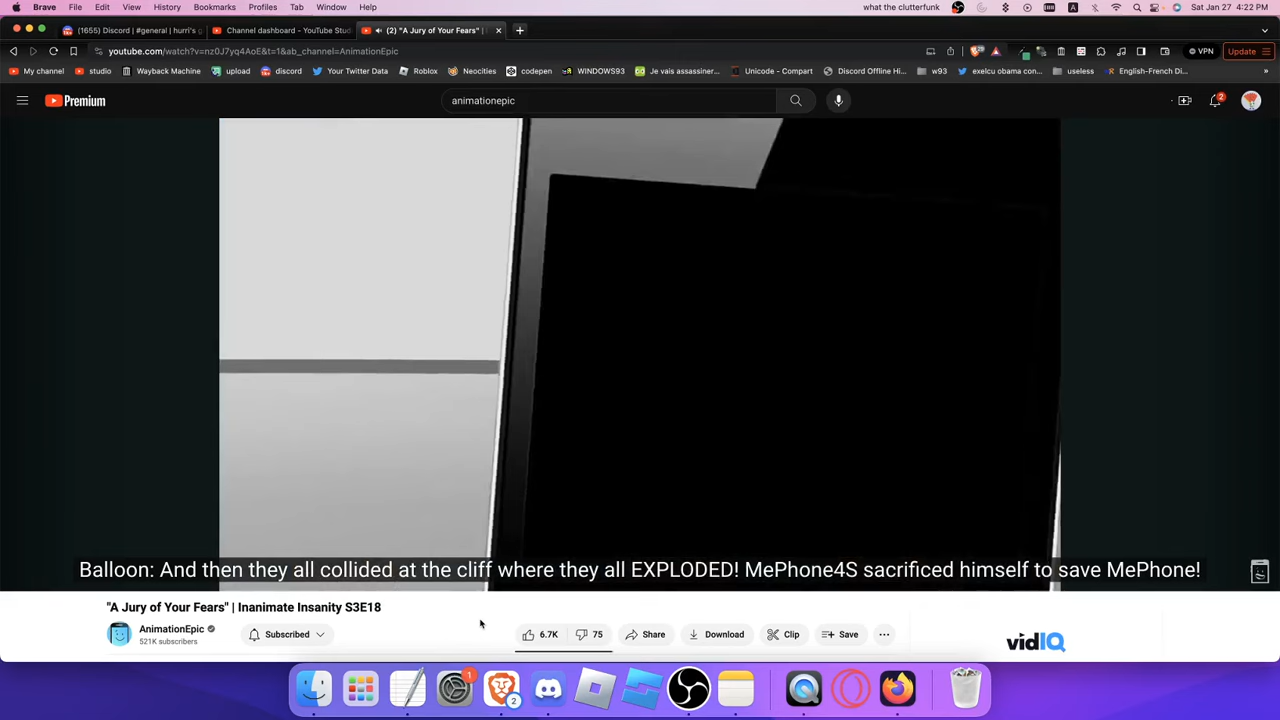 Brave File Edit View History Bookmarks Profiles Tab Window Help what the clutterfunk Sat Jan 27 4:22 PM
(1655) Discord | #general | hurri's g Channel dashboard - YouTube Stud (2) "A Jury of Your Fears" |
youtube.com/watch?v=nz0J7yq4AoE&t=1&ab_channel=AnimationEpic VPN Update
My channel studio Wayback Machine upload discord Your Twitter Data Roblox Neocities codepen WINDOWS93 Je vais assassiner... Unicode - Compart Discord Offline Hi... w93 exelcu obama con... useless English-French Di... »
Premium animationepic 2
Balloon: And then they all collided at the cliff where they all EXPLODED! MePhone4S sacrificed himself to save MePhone!
"A Jury of Your Fears" | Inanimate Insanity S3E18
AnimationEpic
521K subscribers
Subscribed 6.7K 75 Share Download Clip Save
vidIQ
1 2